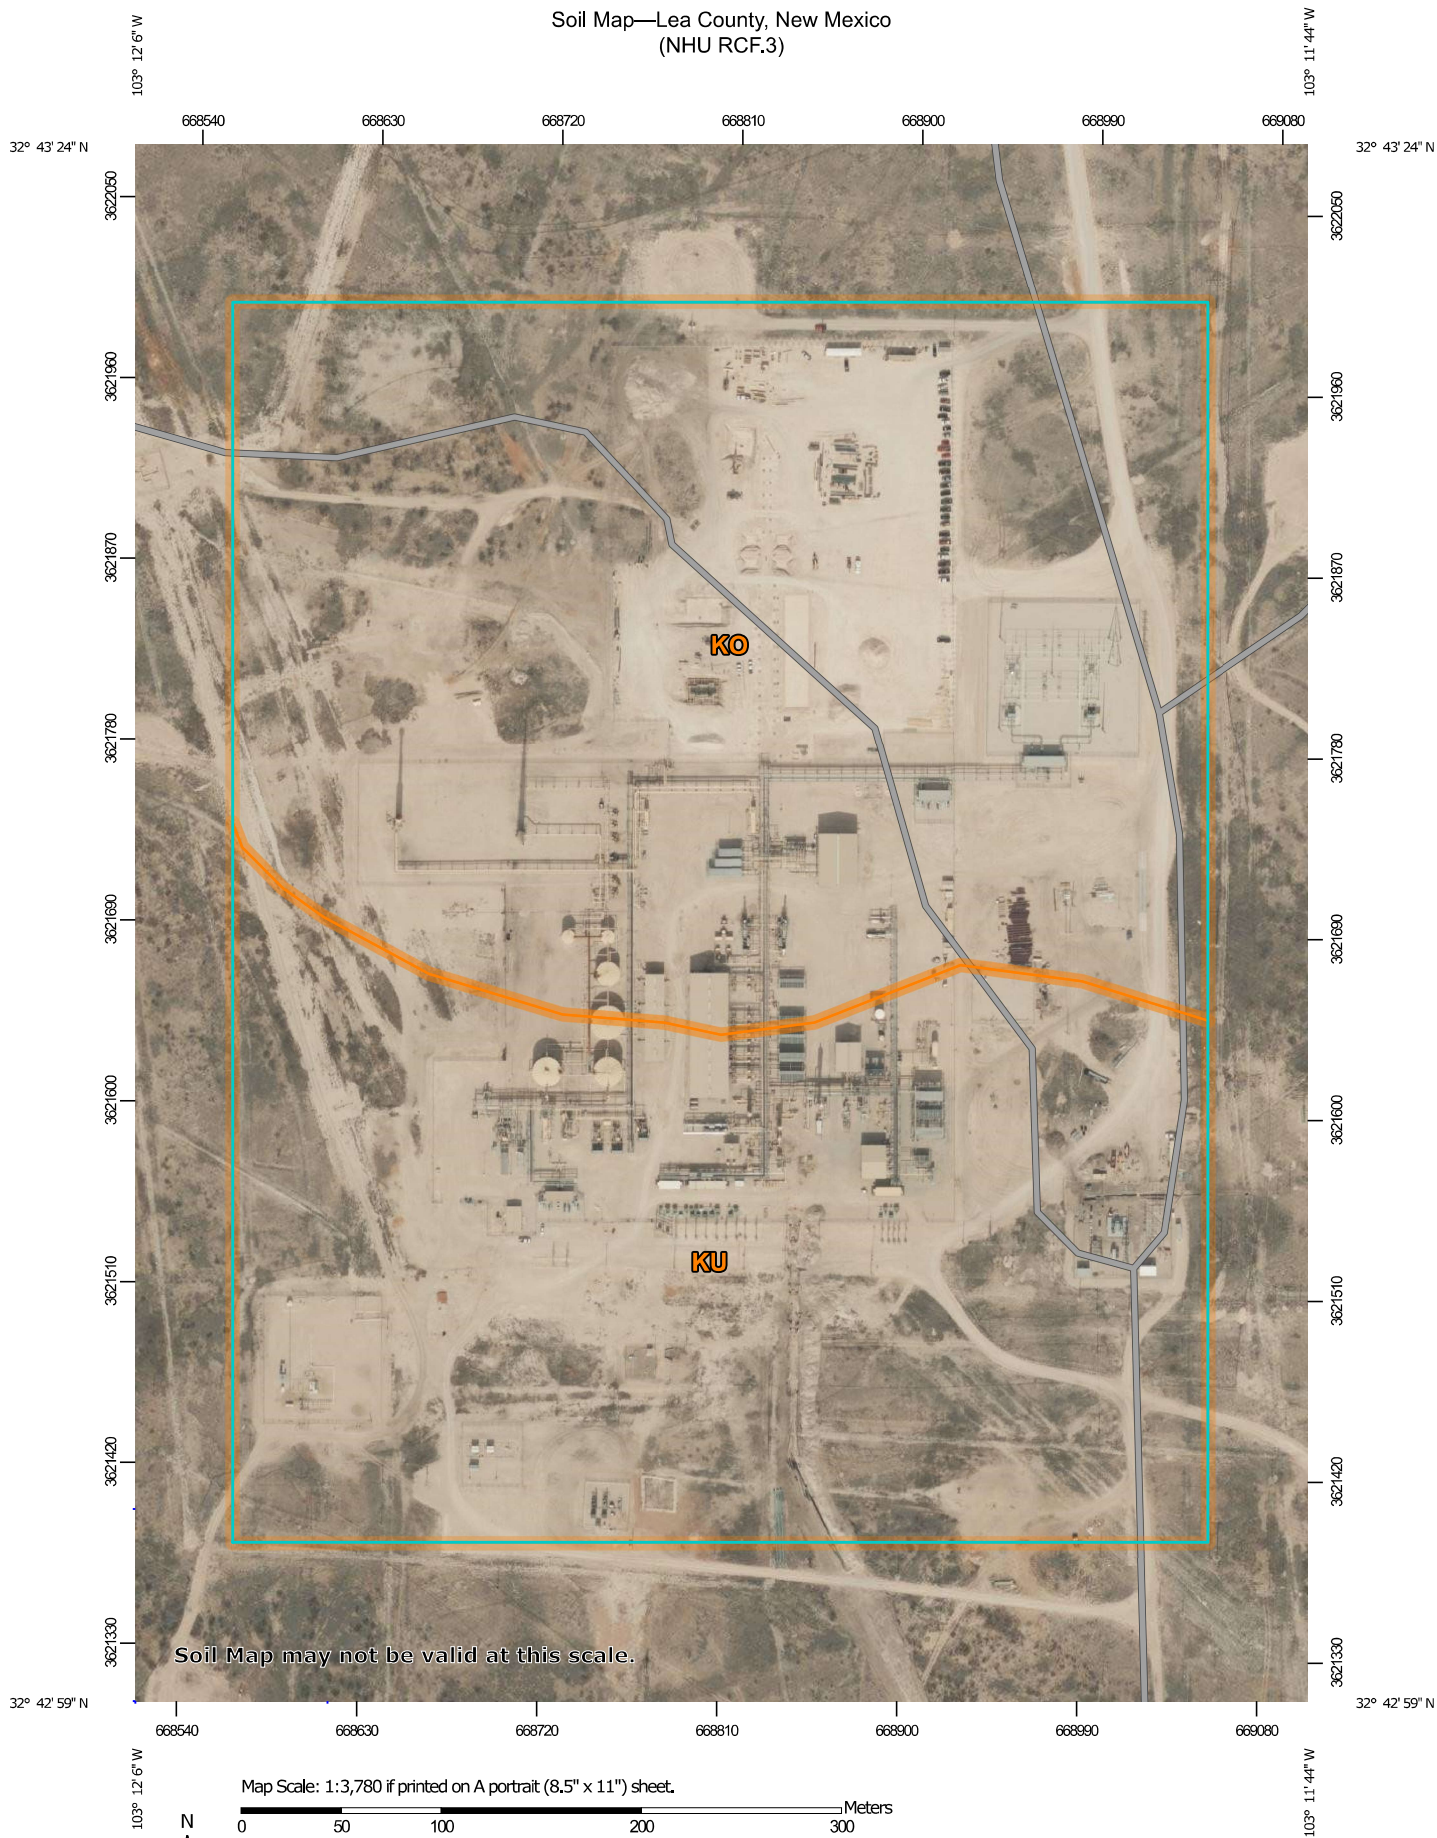 Soil Map—Lea County, New Mexico
(NHU RCF.3)
103° 12' 6'' W
103° 11' 44'' W
668540 668630 668720 668810 668900 668990 669080
32° 43' 24'' N
32° 43' 24'' N
3622050
3622050
3621960
3621960
3621870
3621870
KO
3621780
3621780
3621690
3621690
3621600
3621600
KU
3621510
3621510
3621420
3621420
3621330
3621330
Soil Map may not be valid at this scale.
32° 42' 59'' N
32° 42' 59'' N
668540 668630 668720 668810 668900 668990 669080
103° 12' 6'' W
103° 11' 44'' W
Map Scale: 1:3,780 if printed on A portrait (8.5" x 11") sheet.
Meters
N
0 50 100 200 300